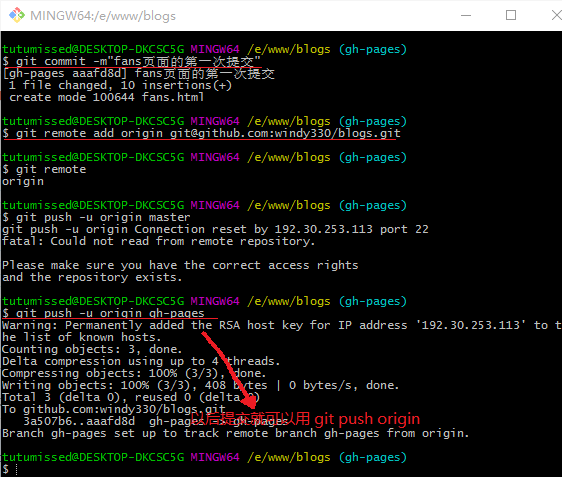 MINGW64:/e/www/blogs
tutumissed@DESKTOP-DKCSC5G MINGW64 /e/www/blogs (gh-pages)
$ git commit -m"fans页面的第一次提交"
[gh-pages aaafd8d] fans页面的第一次提交
1 file changed, 10 insertions(+)
create mode 100644 fans.html
tutumissed@DESKTOP-DKCSC5G MINGW64 /e/www/blogs (gh-pages)
$ git remote add origin git@github.com:windy330/blogs.git
tutumissed@DESKTOP-DKCSC5G MINGW64 /e/www/blogs (gh-pages)
$ git remote
origin
tutumissed@DESKTOP-DKCSC5G MINGW64 /e/www/blogs (gh-pages)
$ git push -u origin master
git push -u origin Connection reset by 192.30.253.113 port 22
fatal: Could not read from remote repository.
Please make sure you have the correct access rights
and the repository exists.
tutumissed@DESKTOP-DKCSC5G MINGW64 /e/www/blogs (gh-pages)
$ git push -u origin gh-pages
Warning: Permanently added the RSA host key for IP address '192.30.253.113' to t
he list of known hosts.
Counting objects: 3, done.
Delta compression using up to 4 threads.
Compressing objects: 100% (3/3), done.
Writing objects: 100% (3/3), 408 bytes | 0 bytes/s, done.
Total 3 (delta 0), reused 0 (delta 0)
To github.com:windy330/blogs.git
3a507b6..aaafd8d gh-pages -> gh-pages
以后提交就可以用 git push origin
Branch gh-pages set up to track remote branch gh-pages from origin.
tutumissed@DESKTOP-DKCSC5G MINGW64 /e/www/blogs (gh-pages)
$